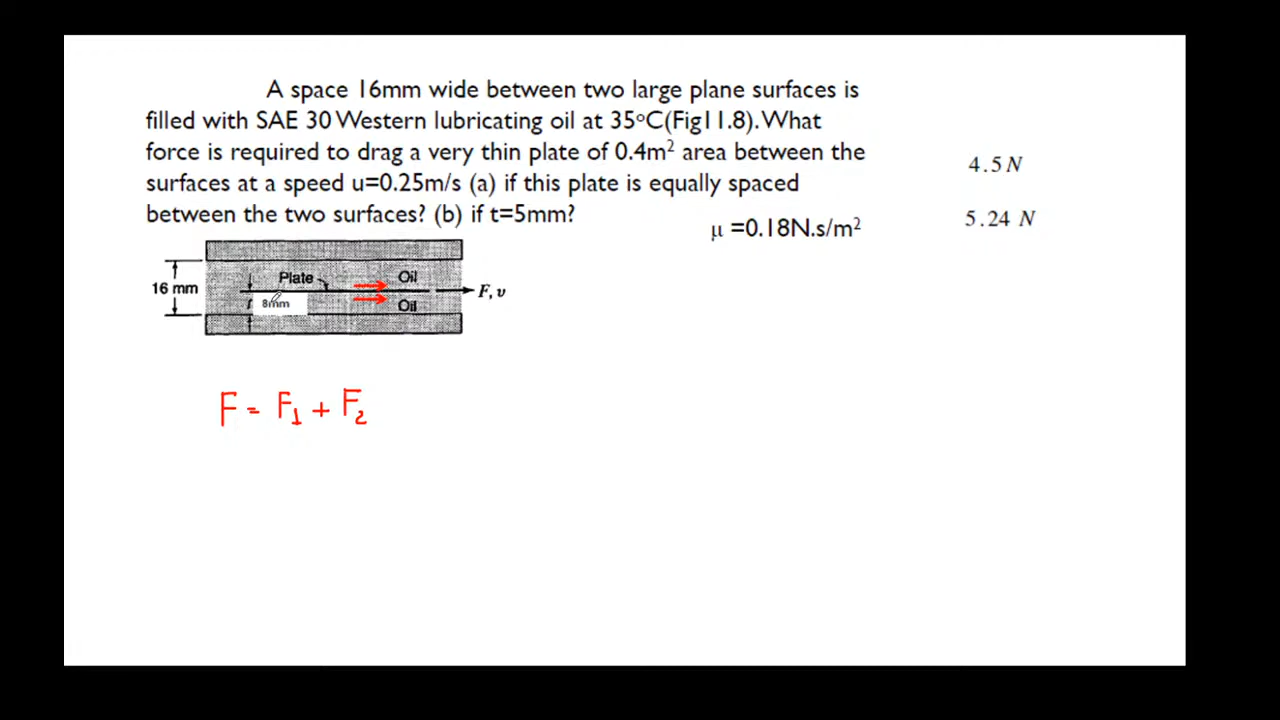 A space 16mm wide between two large plane surfaces is
filled with SAE 30 Western lubricating oil at 35°C(Fig11.8). What
force is required to drag a very thin plate of 0.4m² area between the
surfaces at a speed u=0.25m/s (a) if this plate is equally spaced
between the two surfaces? (b) if t=5mm?
4.5 N
μ =0.18N.s/m²
5.24 N
16 mm
Plate
Oil
8mm
Oil
F, v
F = F₁ + F₂